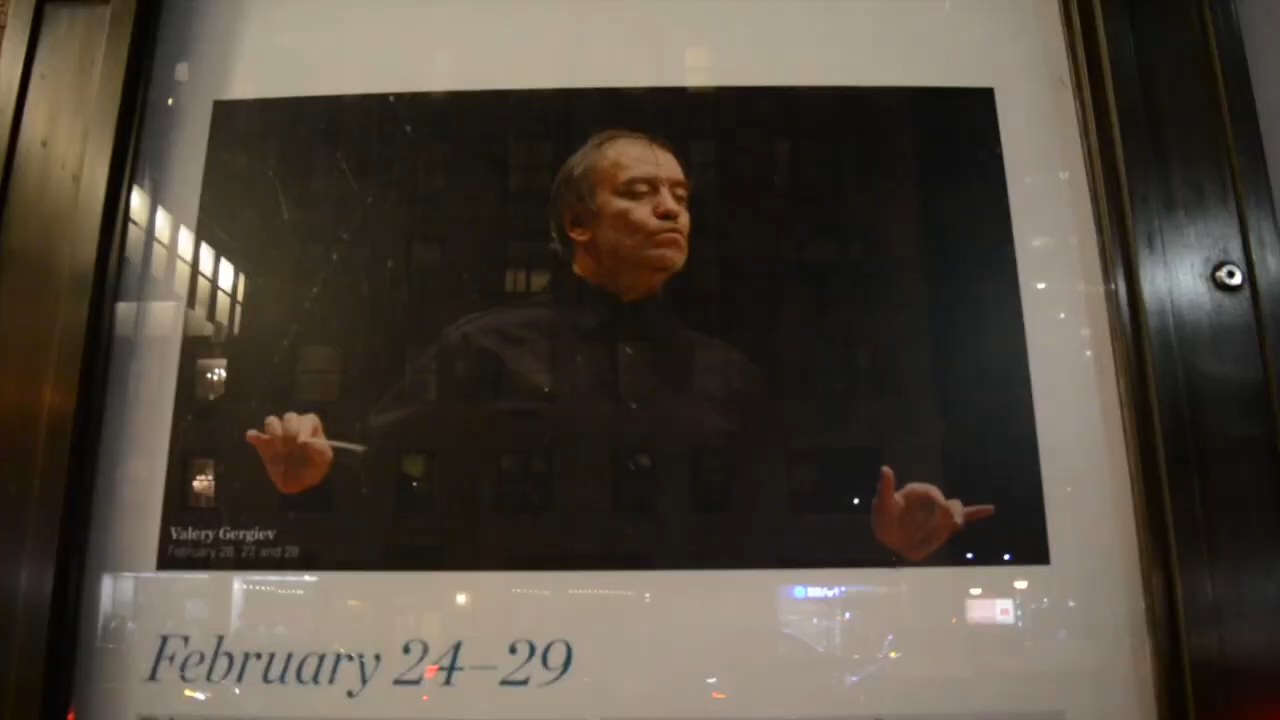 Valery Gergiev
February 26, 27, and 28
February 24–29